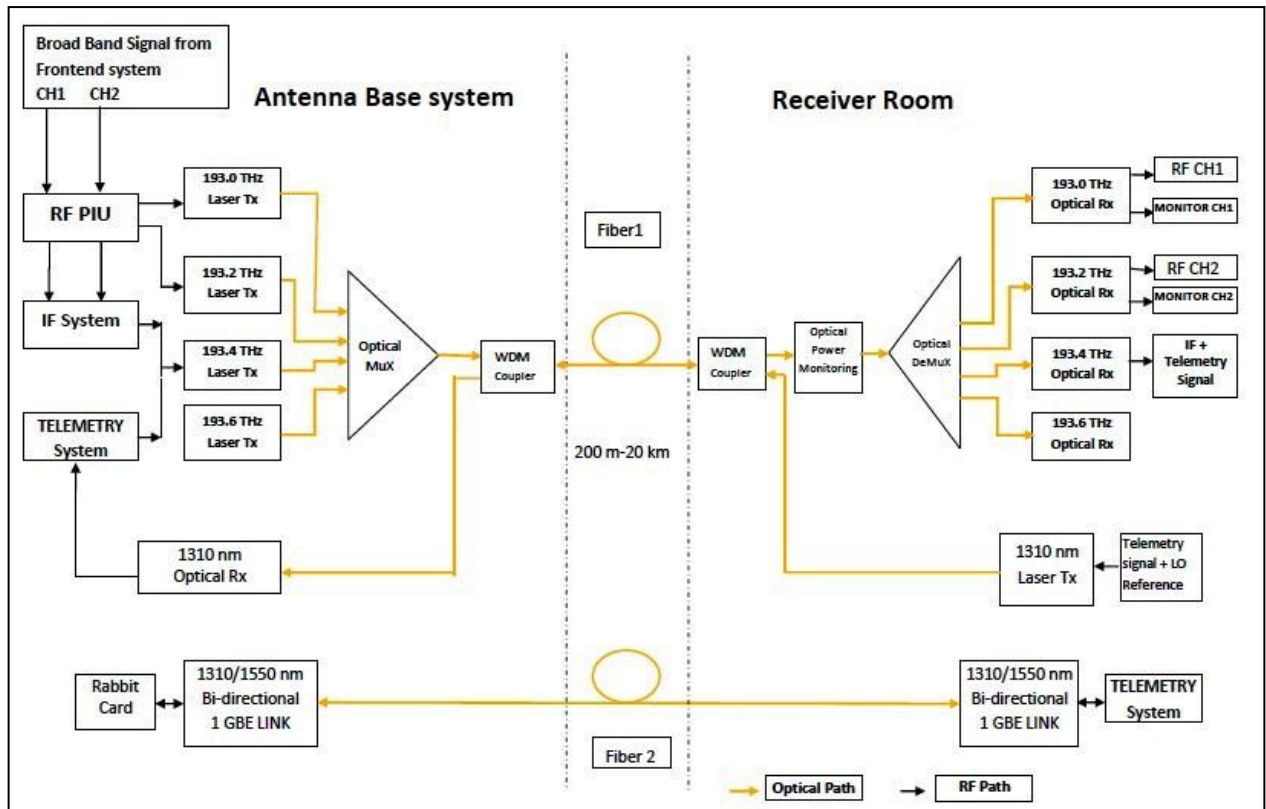 Broad Band Signal from
Frontend system
CH1 CH2
Antenna Base system
Receiver Room
RF PIU
193.0 THz
Laser Tx
193.2 THz
Laser Tx
IF System
193.4 THz
Laser Tx
TELEMETRY
System
193.6 THz
Laser Tx
Optical
MuX
WDM
Coupler
Fiber1
200 m-20 km
WDM
Coupler
Optical
Power
Monitoring
Optical
DeMuX
193.0 THz
Optical Rx
RF CH1
MONITOR CH1
193.2 THz
Optical Rx
RF CH2
MONITOR CH2
193.4 THz
Optical Rx
IF +
Telemetry
Signal
193.6 THz
Optical Rx
1310 nm
Optical Rx
1310 nm
Laser Tx
Telemetry
signal + LO
Reference
Rabbit
Card
1310/1550 nm
Bi-directional
1 GBE LINK
Fiber 2
1310/1550 nm
Bi-directional
1 GBE LINK
TELEMETRY
System
Optical Path
RF Path